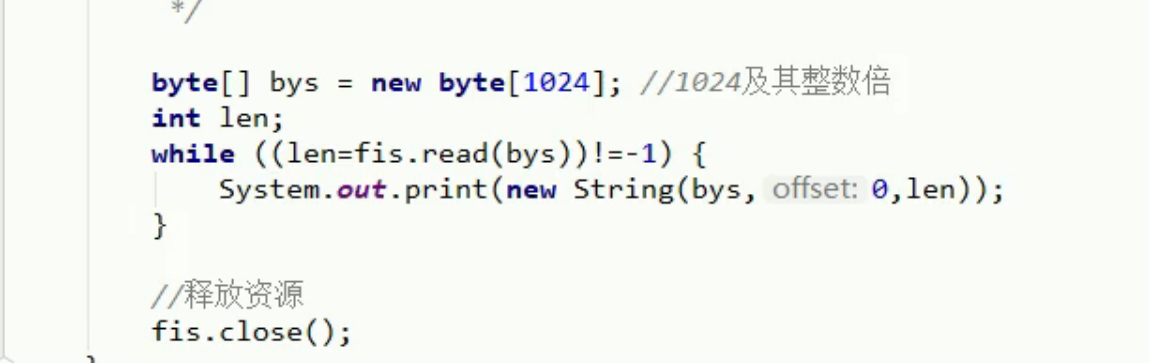 */
byte[] bys = new byte[1024]; //1024及其整数倍
int len;
while ((len=fis.read(bys))!=-1) {
System.out.print(new String(bys, offset: 0,len));
}
//释放资源
fis.close();
}